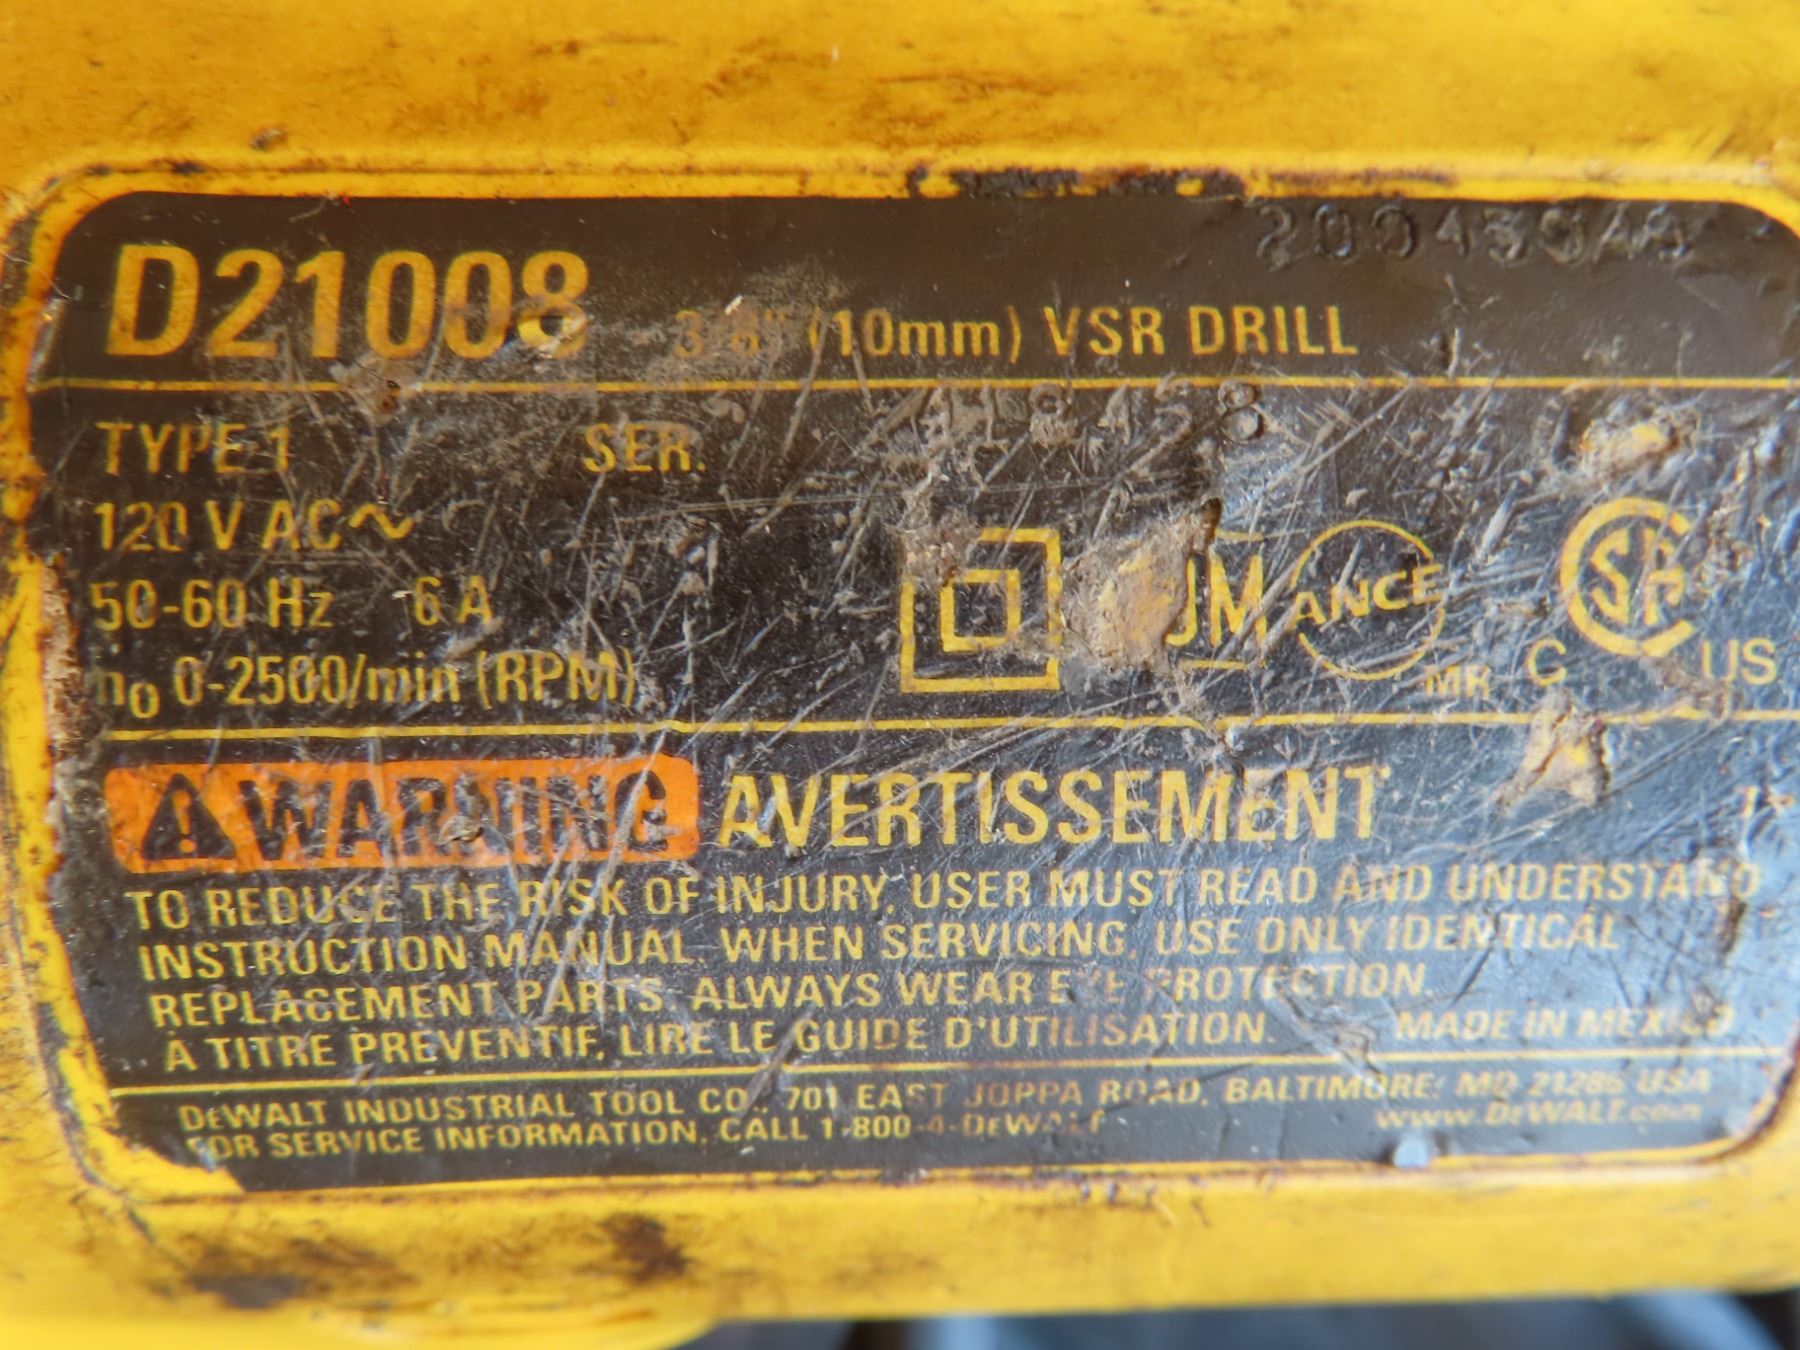 D21008 3/8" (10mm) VSR DRILL
TYPE 1 SER.
120 V AC~
50-60 Hz 6 A
n₀ 0-2500/min (RPM)
ANCE
MR C US
WARNING AVERTISSEMENT
TO REDUCE THE RISK OF INJURY, USER MUST READ AND UNDERSTAND
INSTRUCTION MANUAL. WHEN SERVICING, USE ONLY IDENTICAL
REPLACEMENT PARTS. ALWAYS WEAR EYE PROTECTION.
À TITRE PRÉVENTIF, LIRE LE GUIDE D'UTILISATION. MADE IN MEXICO
DEWALT INDUSTRIAL TOOL CO., 701 EAST JOPPA ROAD, BALTIMORE, MD 21286 USA
FOR SERVICE INFORMATION, CALL 1-800-4-DEWALT www.DEWALT.com